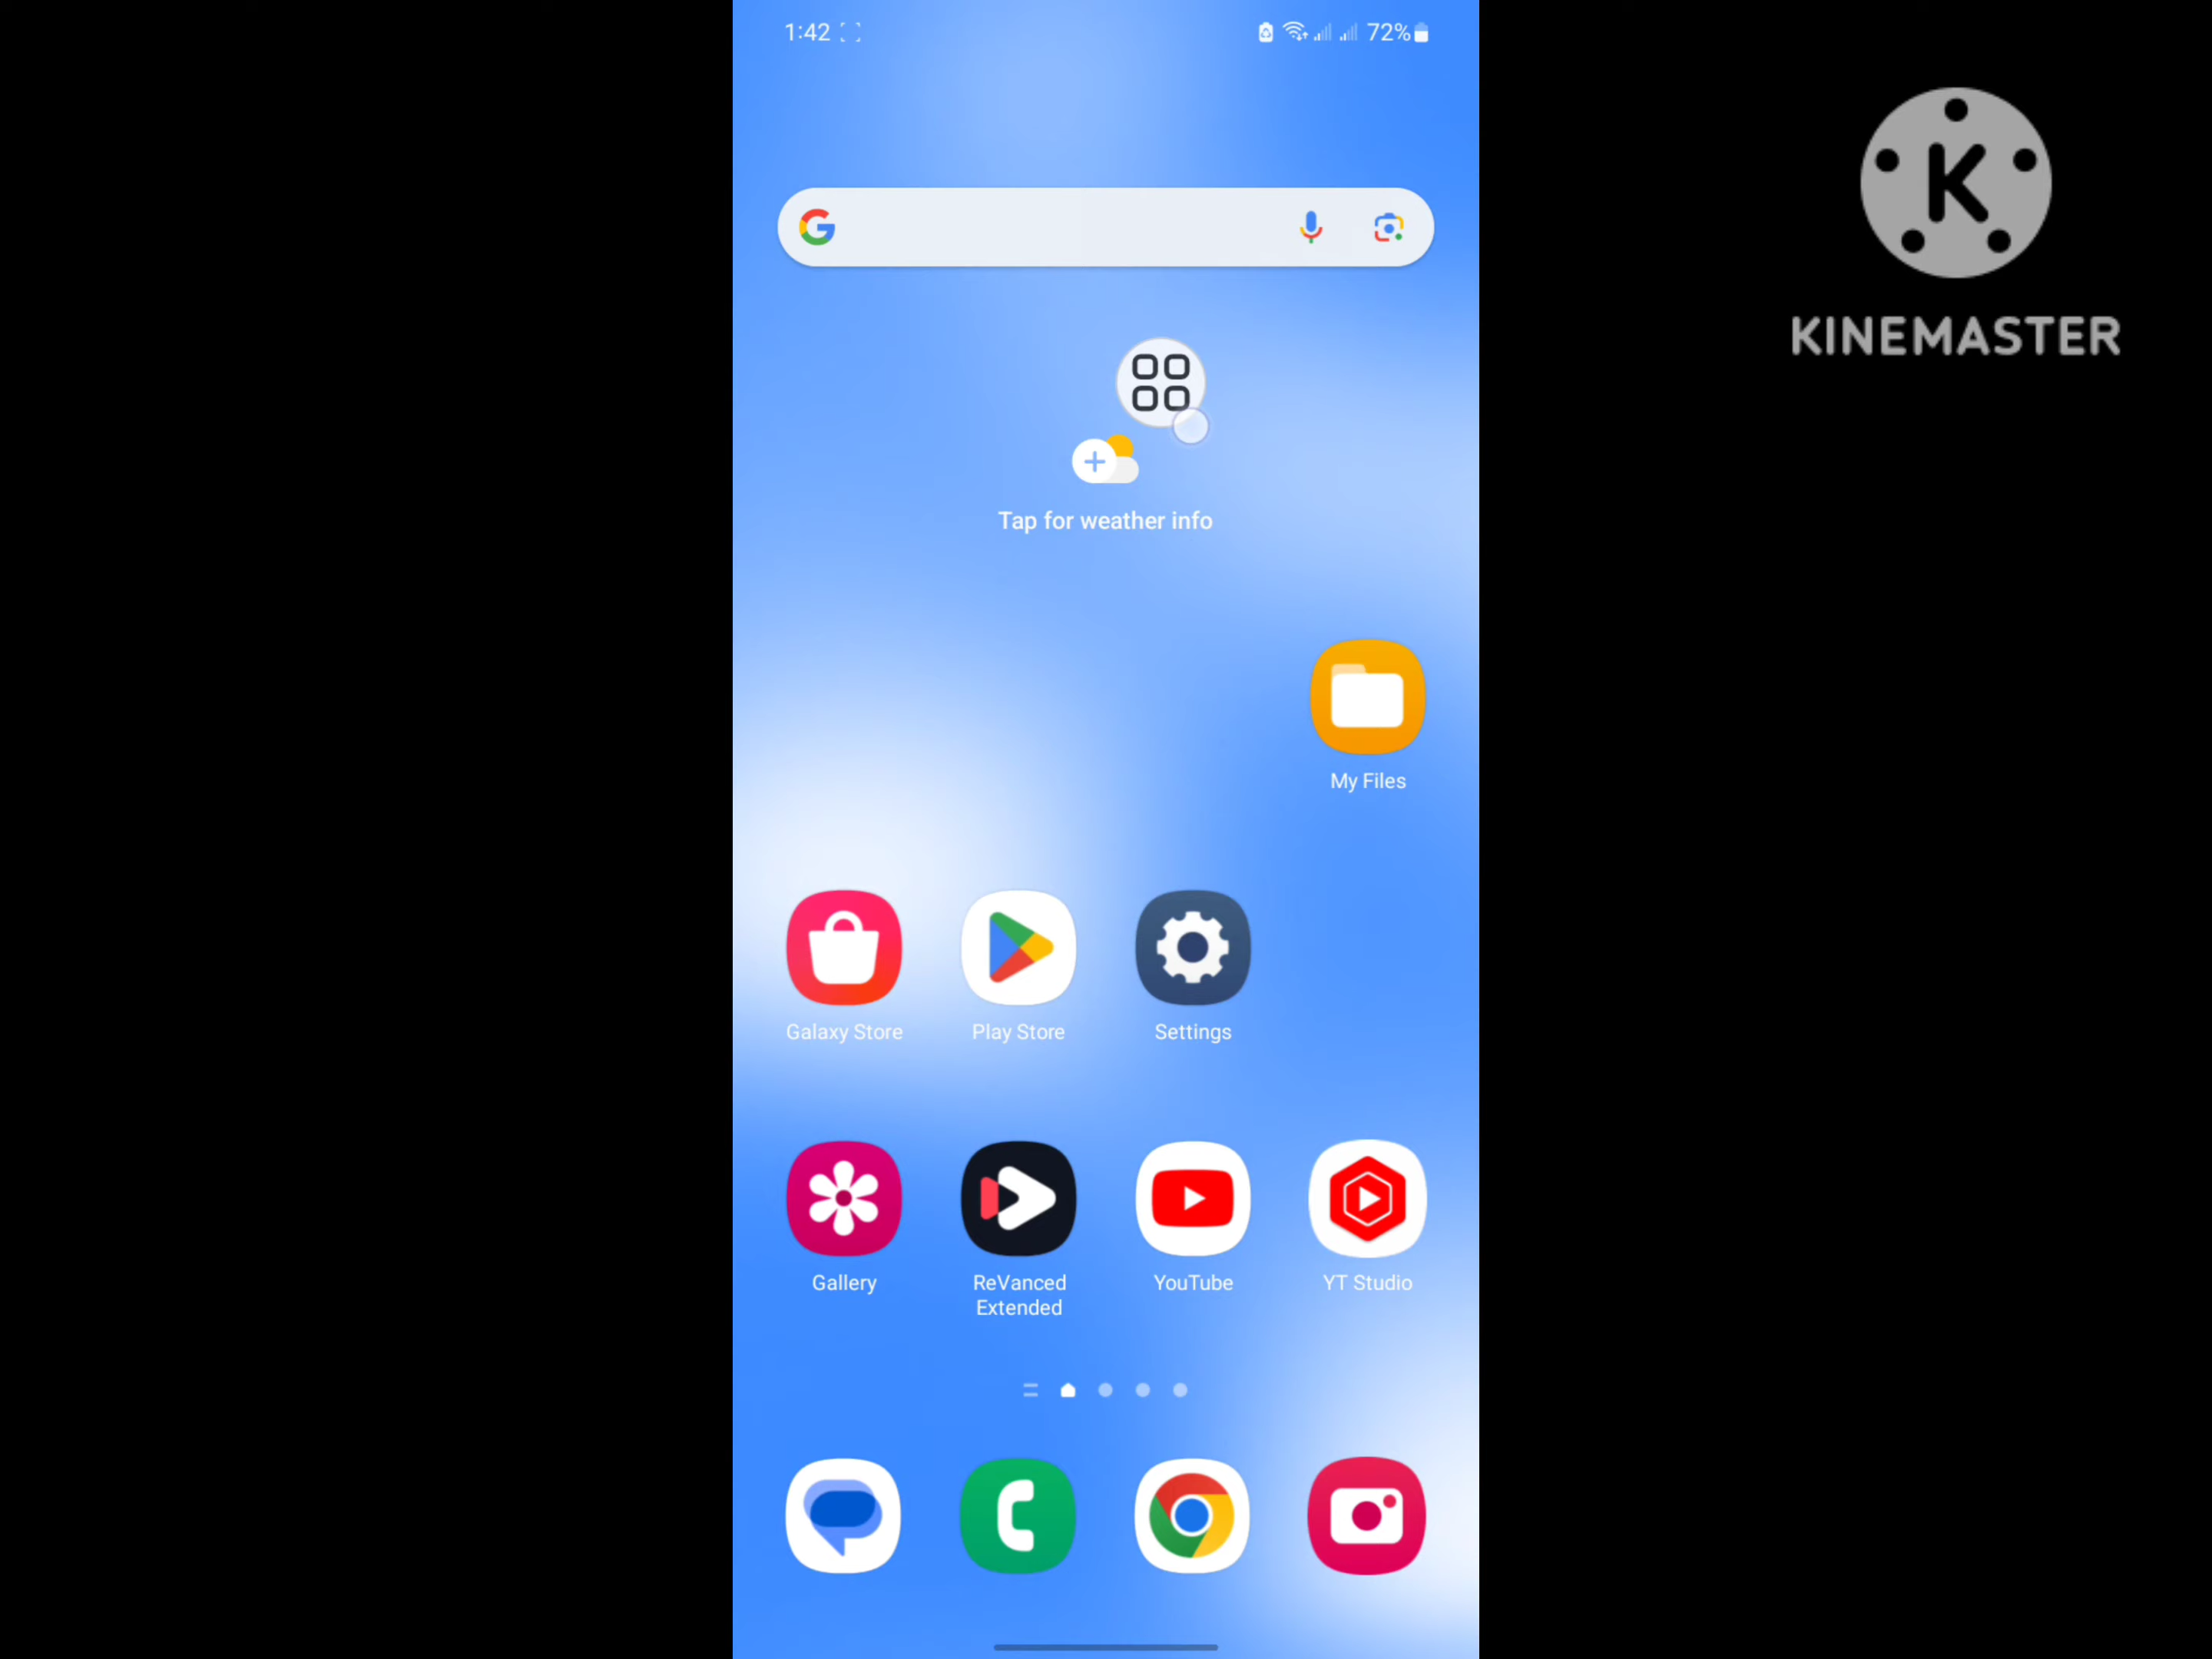 1:42
72%
KINEMASTER
Tap for weather info
My Files
Galaxy Store
Play Store
Settings
Gallery
ReVanced
Extended
YouTube
YT Studio